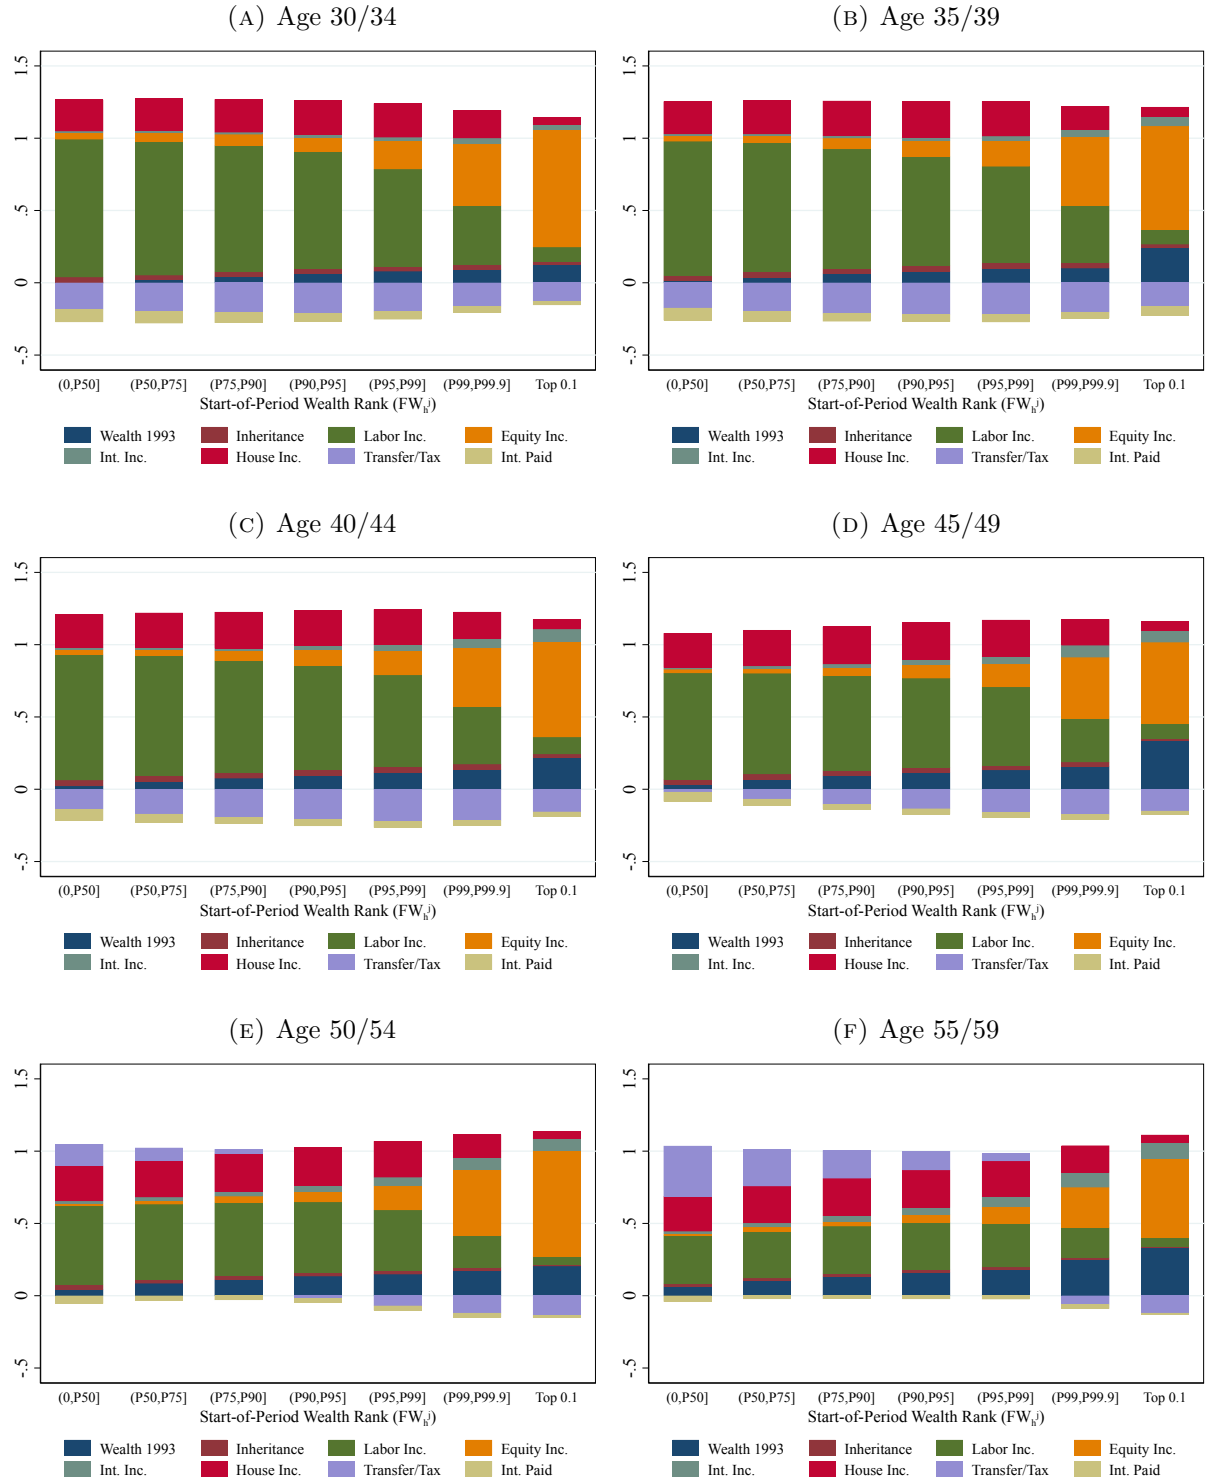 (A) Age 30/34
1.5
1
.5
0
-.5
(0,P50] (P50,P75] (P75,P90] (P90,P95] (P95,P99] (P99,P99.9] Top 0.1
Start-of-Period Wealth Rank (FW_h^j)
Wealth 1993 Inheritance Labor Inc. Equity Inc.
Int. Inc. House Inc. Transfer/Tax Int. Paid
(B) Age 35/39
1.5
1
.5
0
-.5
(0,P50] (P50,P75] (P75,P90] (P90,P95] (P95,P99] (P99,P99.9] Top 0.1
Start-of-Period Wealth Rank (FW_h^j)
Wealth 1993 Inheritance Labor Inc. Equity Inc.
Int. Inc. House Inc. Transfer/Tax Int. Paid
(C) Age 40/44
1.5
1
.5
0
-.5
(0,P50] (P50,P75] (P75,P90] (P90,P95] (P95,P99] (P99,P99.9] Top 0.1
Start-of-Period Wealth Rank (FW_h^j)
Wealth 1993 Inheritance Labor Inc. Equity Inc.
Int. Inc. House Inc. Transfer/Tax Int. Paid
(D) Age 45/49
1.5
1
.5
0
-.5
(0,P50] (P50,P75] (P75,P90] (P90,P95] (P95,P99] (P99,P99.9] Top 0.1
Start-of-Period Wealth Rank (FW_h^j)
Wealth 1993 Inheritance Labor Inc. Equity Inc.
Int. Inc. House Inc. Transfer/Tax Int. Paid
(E) Age 50/54
1.5
1
.5
0
-.5
(0,P50] (P50,P75] (P75,P90] (P90,P95] (P95,P99] (P99,P99.9] Top 0.1
Start-of-Period Wealth Rank (FW_h^j)
Wealth 1993 Inheritance Labor Inc. Equity Inc.
Int. Inc. House Inc. Transfer/Tax Int. Paid
(F) Age 55/59
1.5
1
.5
0
-.5
(0,P50] (P50,P75] (P75,P90] (P90,P95] (P95,P99] (P99,P99.9] Top 0.1
Start-of-Period Wealth Rank (FW_h^j)
Wealth 1993 Inheritance Labor Inc. Equity Inc.
Int. Inc. House Inc. Transfer/Tax Int. Paid